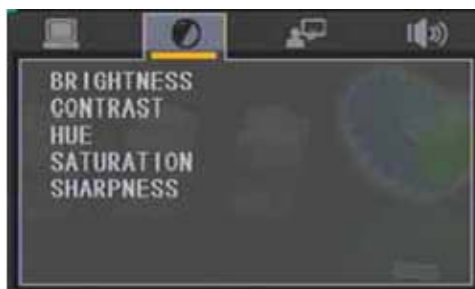 BRIGHTNESS
CONTRAST
HUE
SATURATION
SHARPNESS